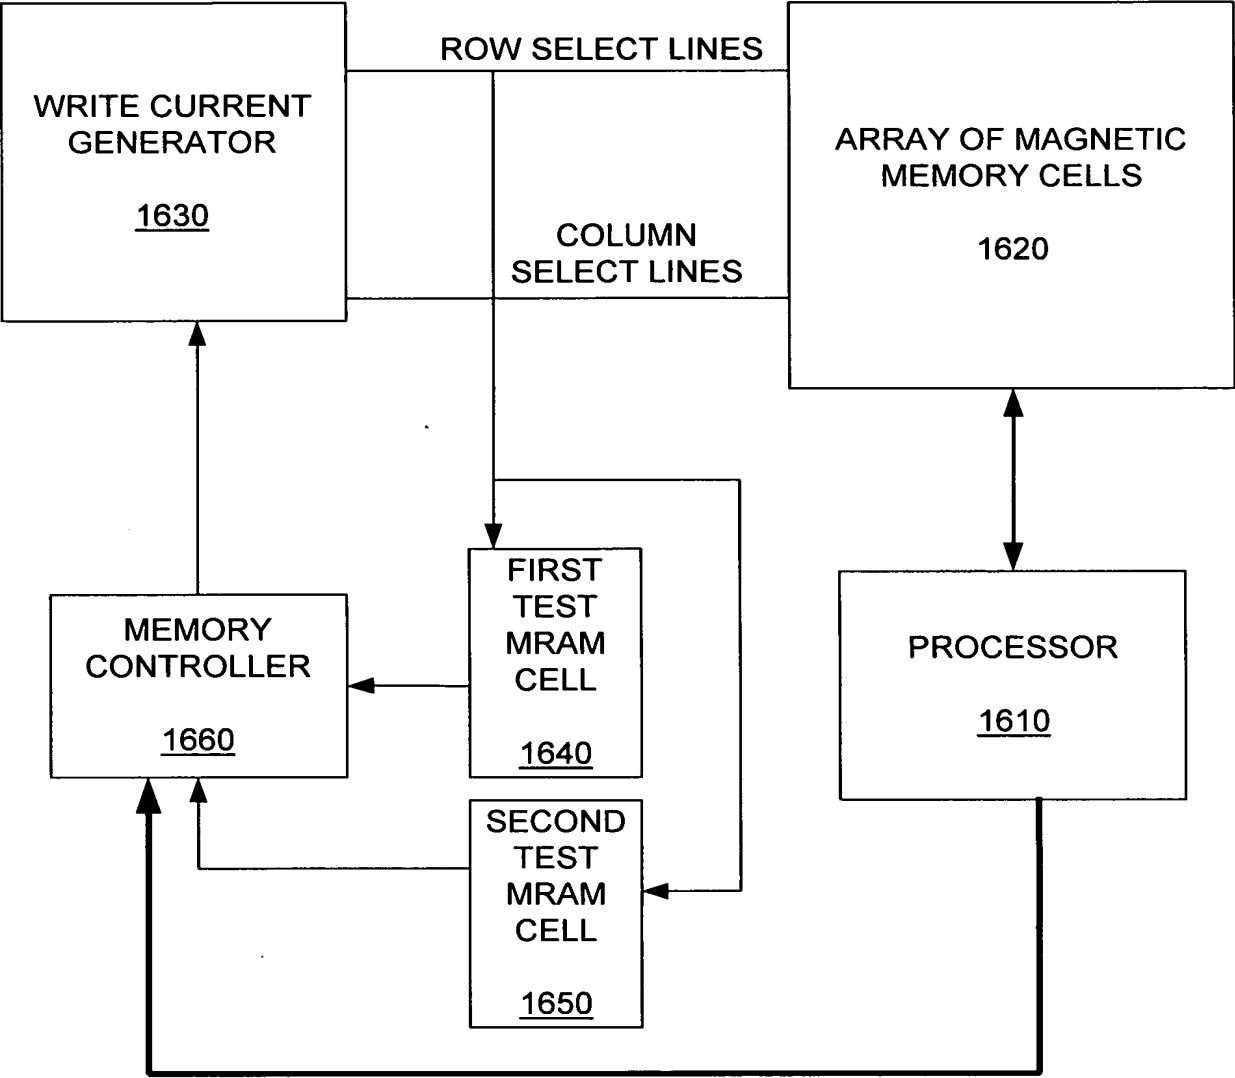 WRITE CURRENT
GENERATOR
1630
ROW SELECT LINES
COLUMN
SELECT LINES
ARRAY OF MAGNETIC
MEMORY CELLS
1620
MEMORY
CONTROLLER
1660
FIRST
TEST
MRAM
CELL
1640
SECOND
TEST
MRAM
CELL
1650
PROCESSOR
1610